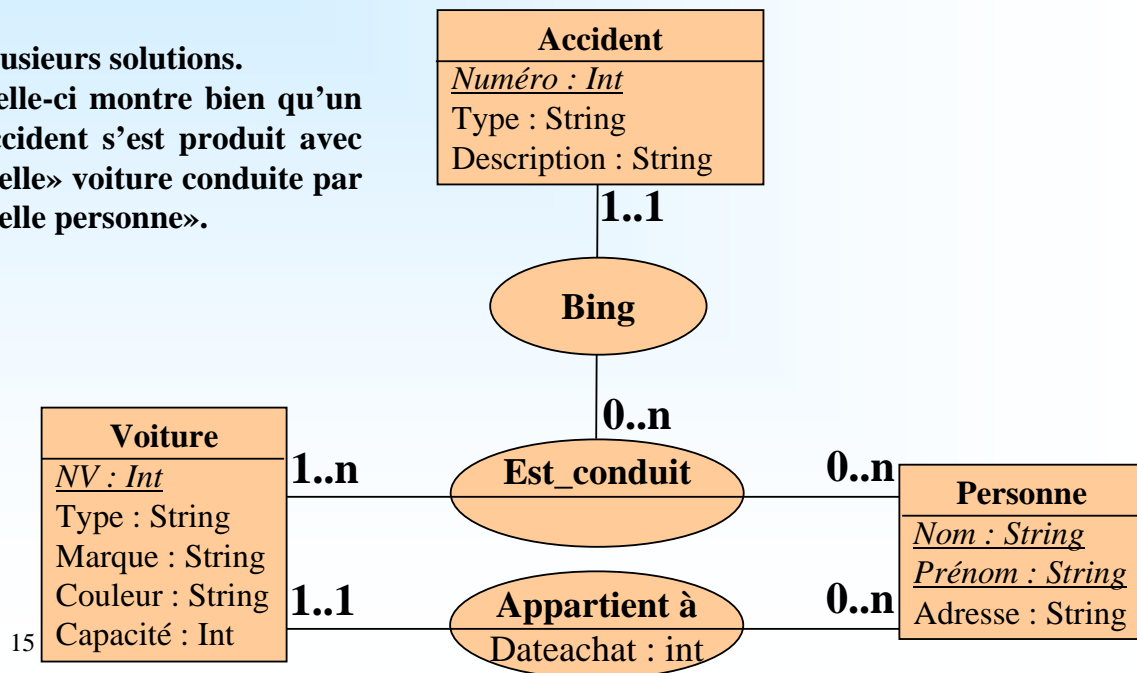 usieurs solutions.
elle-ci montre bien qu'un
ccident s'est produit avec
elle» voiture conduite par
elle personne».
Accident
Numéro : Int
Type : String
Description : String
1..1
Bing
0..n
Voiture
NV : Int
Type : String
Marque : String
Couleur : String
Capacité : Int
1..n
Est_conduit
0..n
Personne
Nom : String
Prénom : String
Adresse : String
1..1
Appartient à
Dateachat : int
0..n
15